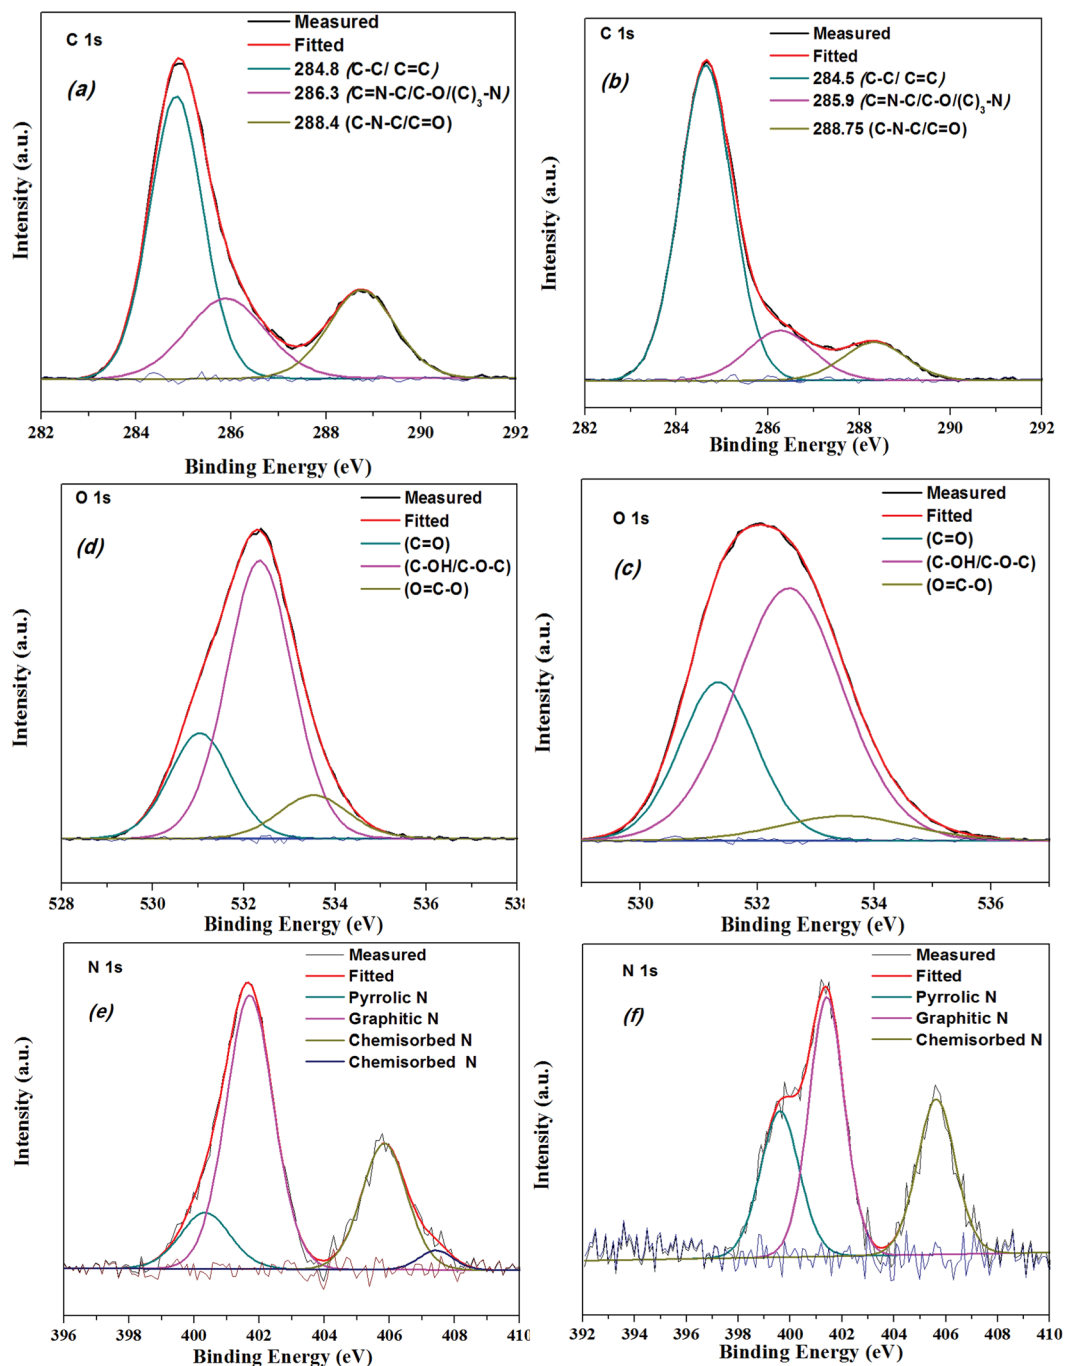 C 1s
(a)
Measured
Fitted
284.8 (C-C/ C=C)
286.3 (C=N-C/C-O/(C)3-N)
288.4 (C-N-C/C=O)
Intensity (a.u.)
282 284 286 288 290 292
Binding Energy (eV)
C 1s
(b)
Measured
Fitted
284.5 (C-C/ C=C)
285.9 (C=N-C/C-O/(C)3-N)
288.75 (C-N-C/C=O)
Intensity (a.u.)
282 284 286 288 290 292
Binding Energy (eV)
O 1s
(d)
Measured
Fitted
(C=O)
(C-OH/C-O-C)
(O=C-O)
Intensity (a.u.)
528 530 532 534 536 538
Binding Energy (eV)
O 1s
(c)
Measured
Fitted
(C=O)
(C-OH/C-O-C)
(O=C-O)
Intensity (a.u.)
530 532 534 536
Binding Energy (eV)
N 1s
(e)
Measured
Fitted
Pyrrolic N
Graphitic N
Chemisorbed N
Chemisorbed N
Intensity (a.u.)
396 398 400 402 404 406 408 410
Binding Energy (eV)
N 1s
(f)
Measured
Fitted
Pyrrolic N
Graphitic N
Chemisorbed N
Intensity (a.u.)
392 394 396 398 400 402 404 406 408 410
Binding Energy (eV)